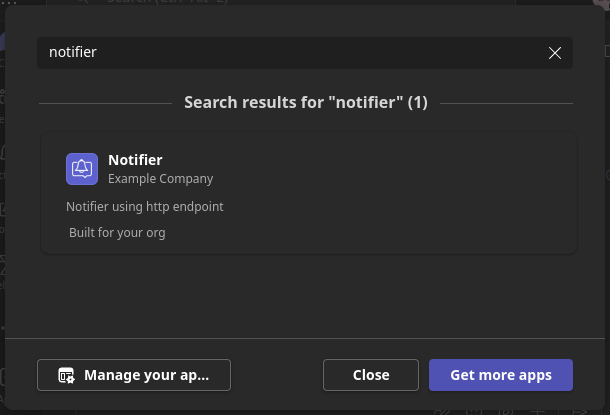 notifier
Search results for "notifier" (1)
Notifier
Example Company
Notifier using http endpoint
Built for your org
Manage your ap...
Close
Get more apps